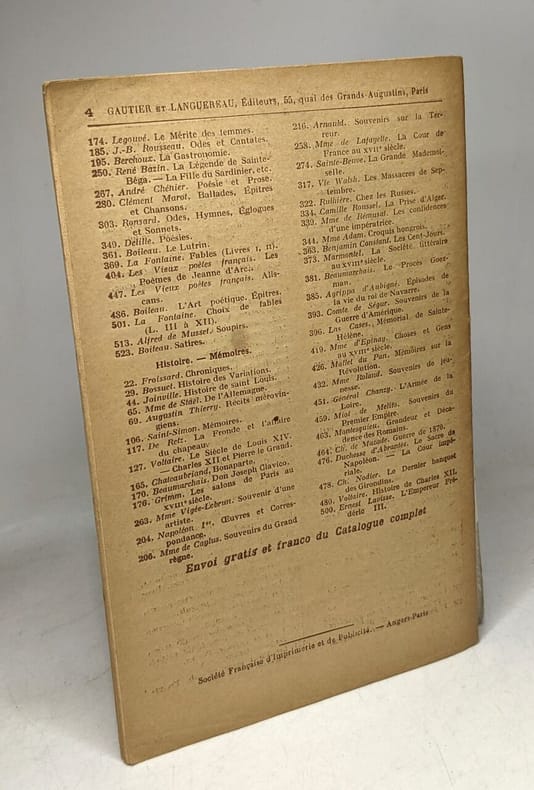 4 GAUTIER ET LANGUEREAU, Éditeurs, 55, quai des Grands-Augustins, Paris
174. Legouvé. Le Mérite des femmes.
185. J.-B. Rousseau. Odes et Cantates.
195. Berchoux. La Gastronomie.
250. René Bazin. La Légende de Sainte-
Béga. — La Fille du Sardinier, etc.
267. André Chénier. Poésie et Prose.
280. Clément Marot. Ballades, Épîtres
et Chansons.
303. Ronsard. Odes, Hymnes, Églogues
et Sonnets.
349. Delille. Poésies.
361. Boileau. Le Lutrin.
369. La Fontaine. Fables (Livres I, II).
404. Les Vieux poètes français. Les
Poèmes de Jeanne d'Arc.
447. Les Vieux poètes français. Alis-
cans.
486. Boileau. L'Art poétique. Épîtres.
501. La Fontaine. Choix de fables
(L. III à XII).
513. Alfred de Musset. Soupirs.
523. Boileau. Satires.
Histoire. — Mémoires.
22. Froissard. Chroniques.
29. Bossuet. Histoire des Variations.
44. Joinville. Histoire de saint Louis.
65. Mme de Staël. De l'Allemagne.
69. Augustin Thierry. Récits mérovin-
giens.
106. Saint-Simon. Mémoires.
117. De Retz. La Fronde et l'affaire
du chapeau.
127. Voltaire. Le Siècle de Louis XIV.
— Charles XII et Pierre le Grand.
165. Chateaubriand. Bonaparte.
170. Beaumarchais. Don Joseph Clavico.
176. Grimm. Les salons de Paris au
XVIIIe siècle.
263. Mme Vigée-Lebrun. Souvenir d'une
artiste.
204. Napoléon Ier. Œuvres et Corres-
pondance.
206. Mme de Caylus. Souvenirs du Grand
règne.
216. Arnault. Souvenirs sur la Ter-
reur.
258. Mme de Lafayette. La Cour de
France au XVIIe siècle.
274. Sainte-Beuve. La Grande Mademoi-
selle.
317. Vte Walsh. Les Massacres de Sep-
tembre.
322. Rulhière. Chez les Russes.
334. Camille Rousset. La Prise d'Alger.
339. Mme de Rémusat. Les confidences
d'une impératrice.
344. Mme Adam. Croquis hongrois.
363. Benjamin Constant. Les Cent-Jours.
373. Marmontel. La Société littéraire
au XVIIIe siècle.
381. Beaumarchais. Le Procès Goez-
man.
385. Agrippa d'Aubigné. Épisodes de
la vie du roi de Navarre.
393. Comte de Ségur. Souvenirs de la
Guerre d'Amérique.
396. Las Cases. Mémorial de Sainte-
Hélène.
419. Mme d'Epinay. Choses et Gens
au XVIIIe siècle.
426. Mallet du Pan. Mémoires sur la
Révolution.
432. Mme Roland. Souvenirs de jeu-
nesse.
451. Général Chanzy. L'Armée de la
Loire.
459. Miot de Melito. Souvenirs du
Premier Empire.
463. Montesquieu. Grandeur et Déca-
dence des Romains.
464. Ch. de Mazade. Guerre de 1870.
476. Duchesse d'Abrantès. Le Sacre de
Napoléon. — La Cour impé-
riale.
478. Ch. Nodier. Le Dernier banquet
des Girondins.
480. Voltaire. Histoire de Charles XII.
500. Ernest Lavisse. L'Empereur Fré-
déric III.
Envoi gratis et franco du Catalogue complet
Société Française d'Imprimerie et de Publicité. — Angers-Paris